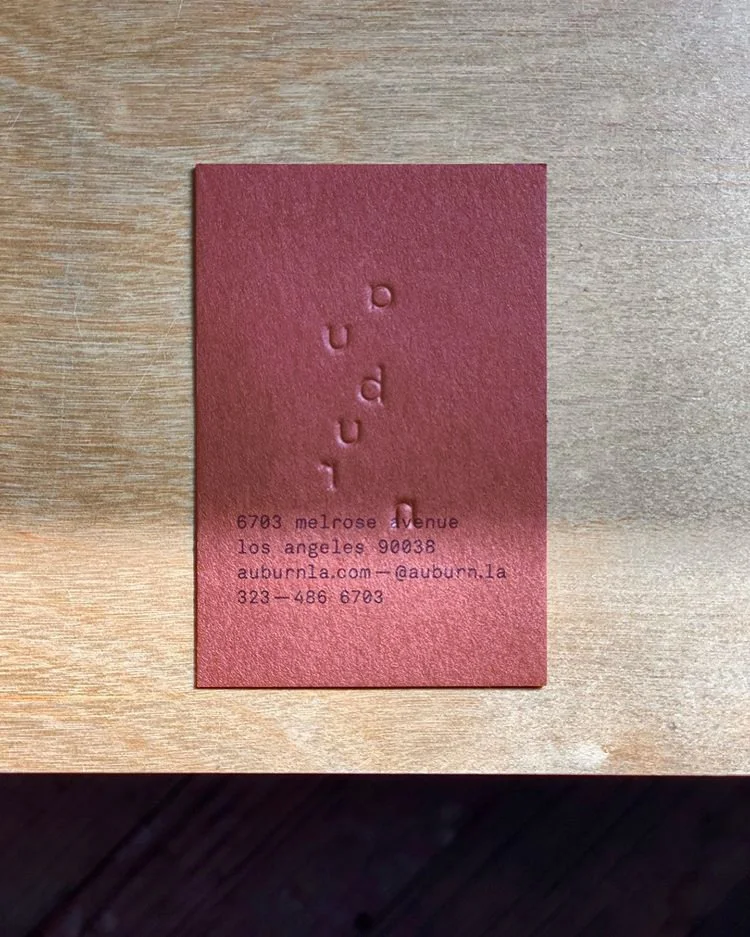 a
u
b
u
r
n
6703 melrose avenue
los angeles 90038
auburnla.com—@auburn.la
323—486 6703